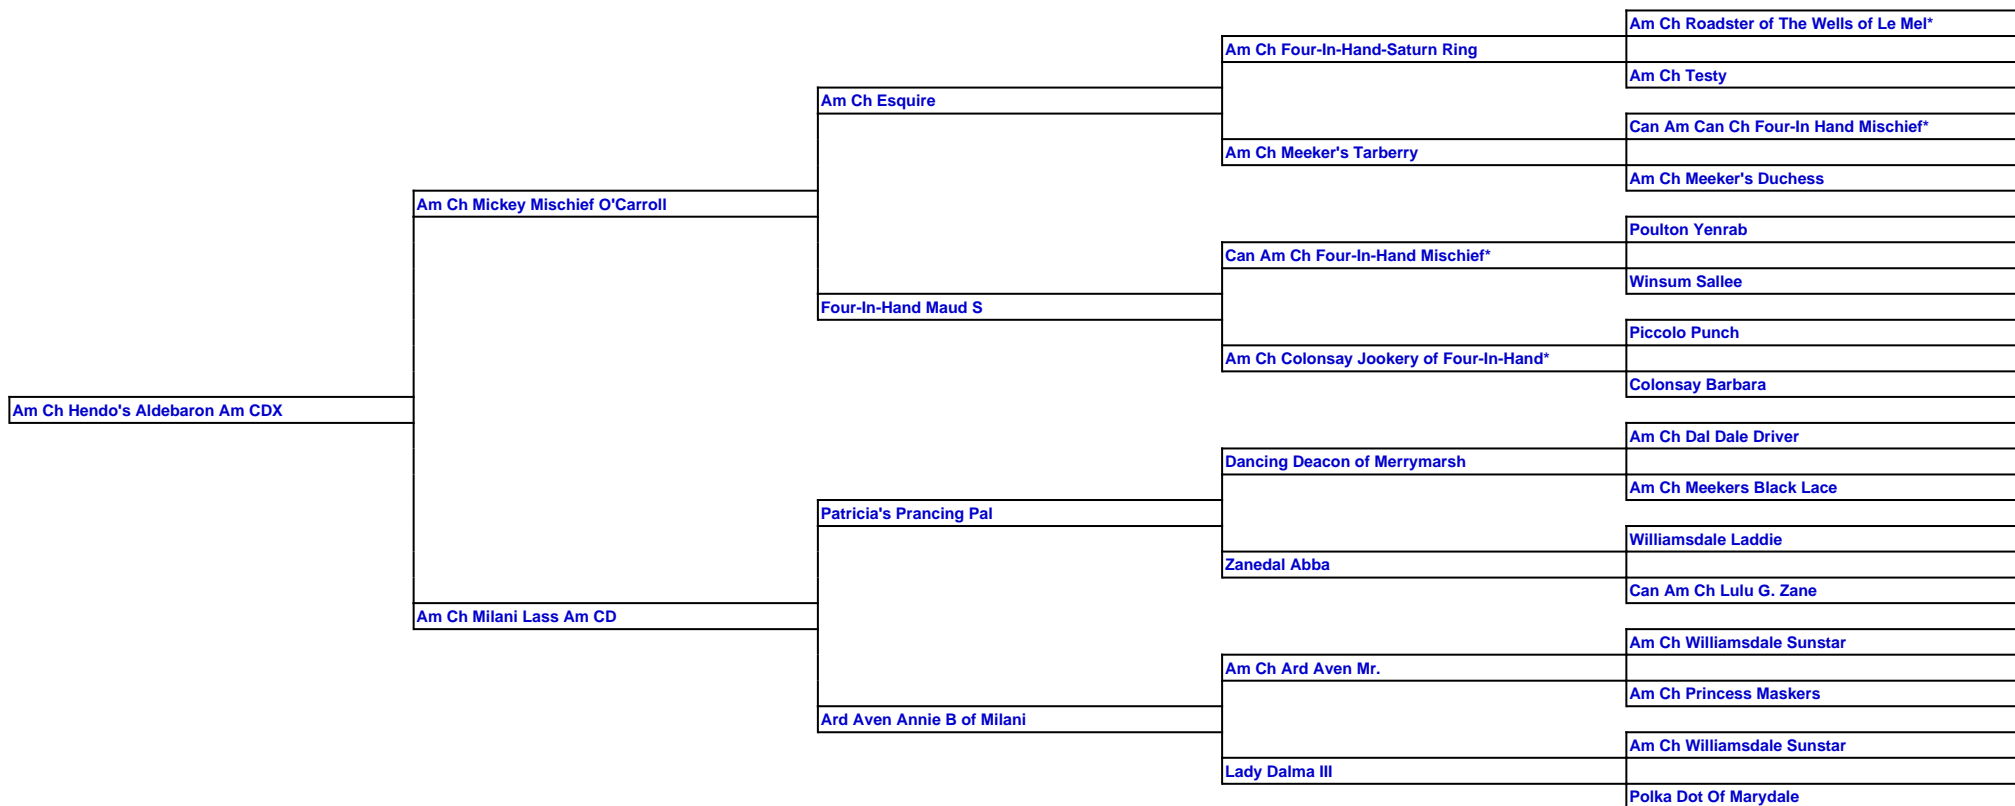 Am Ch Roadster of The Wells of Le Mel*
Am Ch Four-In-Hand-Saturn Ring
Am Ch Testy
Am Ch Esquire
Can Am Can Ch Four-In Hand Mischief*
Am Ch Meeker's Tarberry
Am Ch Meeker's Duchess
Am Ch Mickey Mischief O'Carroll
Poulton Yenrab
Can Am Ch Four-In-Hand Mischief*
Winsum Sallee
Four-In-Hand Maud S
Piccolo Punch
Am Ch Colonsay Jookery of Four-In-Hand*
Colonsay Barbara
Am Ch Hendo's Aldebaron Am CDX
Am Ch Dal Dale Driver
Dancing Deacon of Merrymarsh
Am Ch Meekers Black Lace
Patricia's Prancing Pal
Williamsdale Laddie
Zanedal Abba
Can Am Ch Lulu G. Zane
Am Ch Milani Lass Am CD
Am Ch Williamsdale Sunstar
Am Ch Ard Aven Mr.
Am Ch Princess Maskers
Ard Aven Annie B of Milani
Am Ch Williamsdale Sunstar
Lady Dalma III
Polka Dot Of Marydale